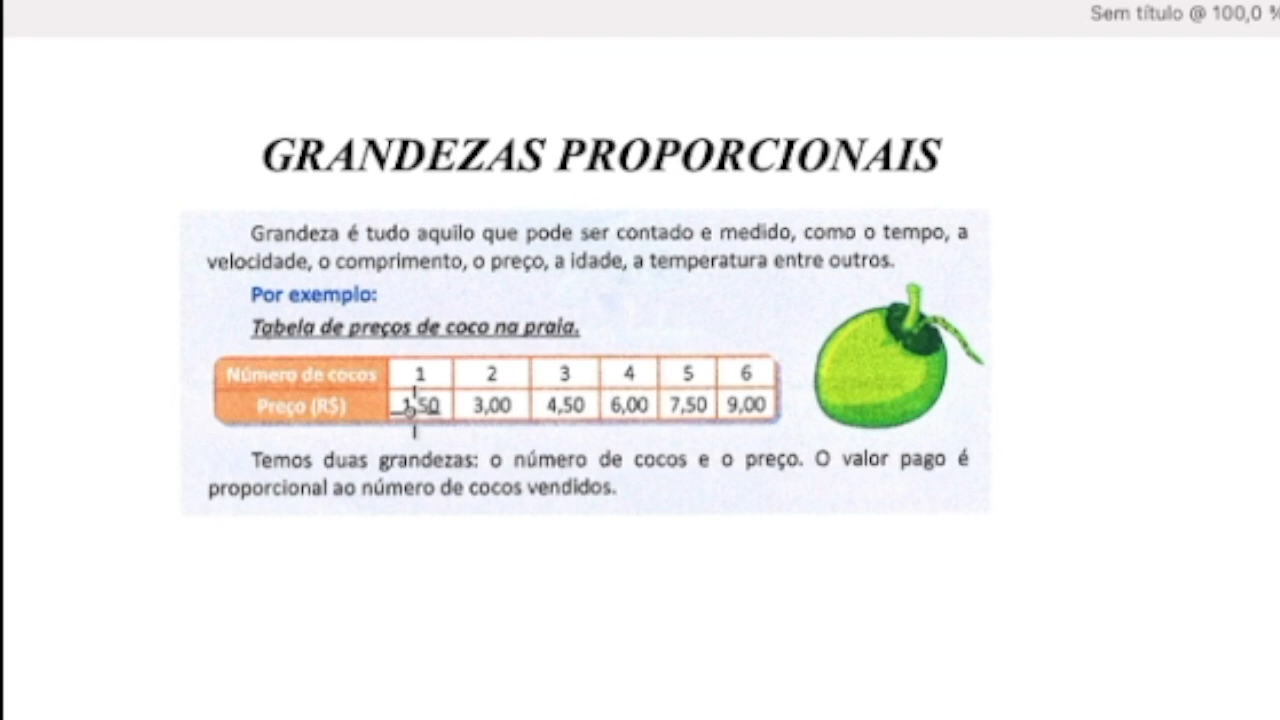 Sem título @ 100,0 %
GRANDEZAS PROPORCIONAIS
Grandeza é tudo aquilo que pode ser contado e medido, como o tempo, a
velocidade, o comprimento, o preço, a idade, a temperatura entre outros.
Por exemplo:
Tabela de preços de coco na praia.
Número de cocos 1 2 3 4 5 6
Preço (R$) 1,50 3,00 4,50 6,00 7,50 9,00
Temos duas grandezas: o número de cocos e o preço. O valor pago é
proporcional ao número de cocos vendidos.